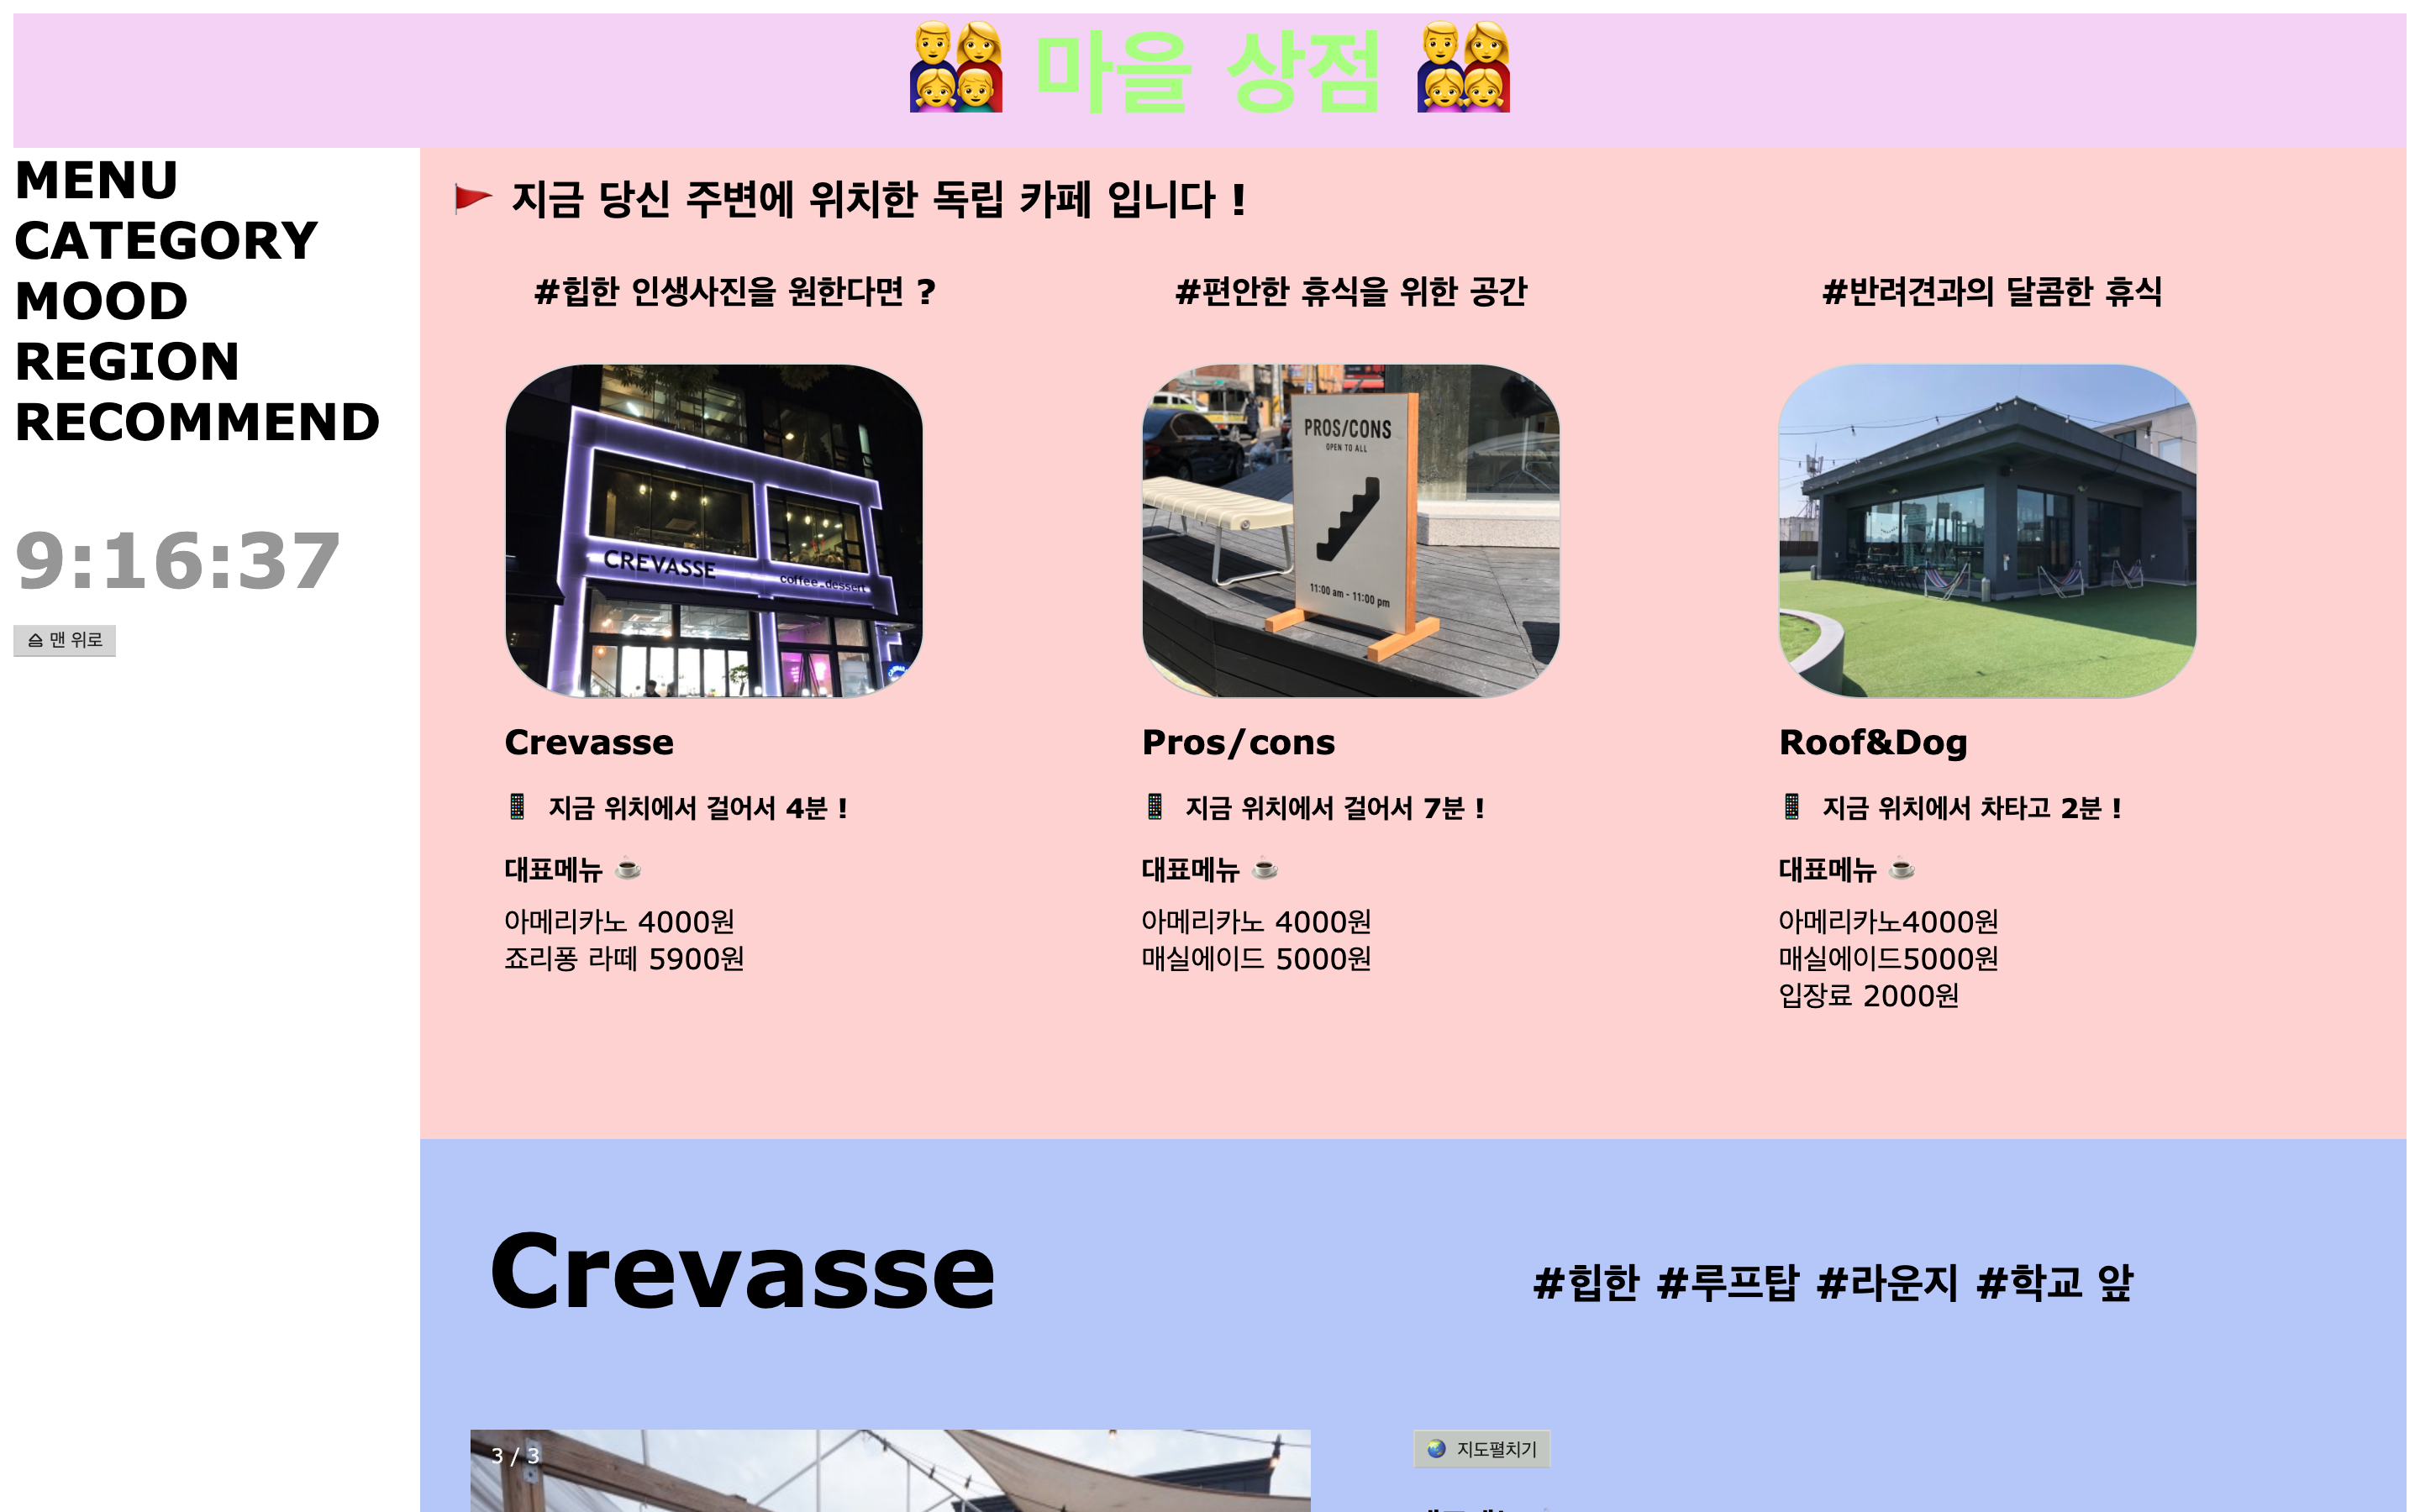 마을 상점
MENU
CATEGORY
MOOD
REGION
RECOMMEND
9:16:37
맨 위로
지금 당신 주변에 위치한 독립 카페 입니다 !
#힙한 인생사진을 원한다면 ?
CREVASSE
coffee.dessert
Crevasse
지금 위치에서 걸어서 4분 !
대표메뉴
아메리카노 4000원
죠리퐁 라떼 5900원
#편안한 휴식을 위한 공간
PROS/CONS
OPEN TO ALL
11:00 am - 11:00 pm
Pros/cons
지금 위치에서 걸어서 7분 !
대표메뉴
아메리카노 4000원
매실에이드 5000원
#반려견과의 달콤한 휴식
Roof&Dog
지금 위치에서 차타고 2분 !
대표메뉴
아메리카노4000원
매실에이드5000원
입장료 2000원
Crevasse
#힙한 #루프탑 #라운지 #학교 앞
3 / 3
지도펼치기